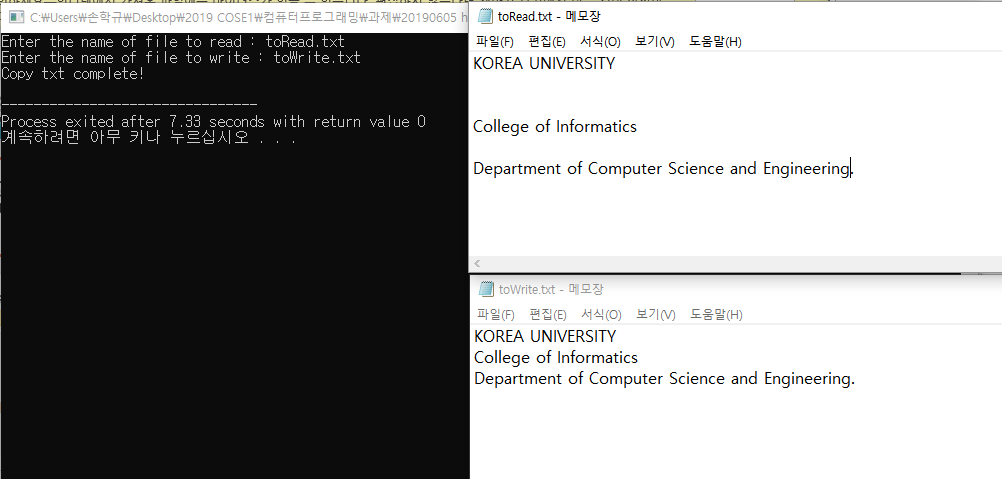 C:₩Users₩손학규₩Desktop₩2019 COSE1₩컴퓨터프로그래밍₩과제₩20190605 h
Enter the name of file to read : toRead.txt
Enter the name of file to write : toWrite.txt
Copy txt complete!
--------------------------------
Process exited after 7.33 seconds with return value 0
계속하려면 아무 키나 누르십시오 . . .
toRead.txt - 메모장
파일(F) 편집(E) 서식(O) 보기(V) 도움말(H)
KOREA UNIVERSITY
College of Informatics
Department of Computer Science and Engineering.
toWrite.txt - 메모장
파일(F) 편집(E) 서식(O) 보기(V) 도움말(H)
KOREA UNIVERSITY
College of Informatics
Department of Computer Science and Engineering.